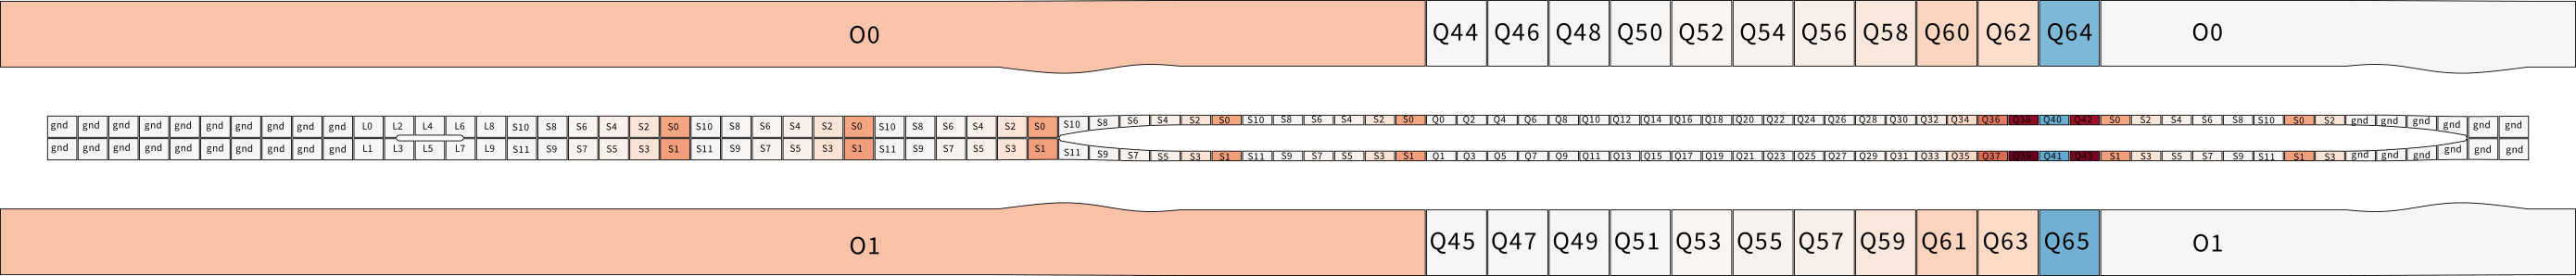 O0 Q44 Q46 Q48 Q50 Q52 Q54 Q56 Q58 Q60 Q62 Q64 O0
gnd gnd gnd gnd gnd gnd gnd gnd gnd gnd L0 L2 L4 L6 L8 S10 S8 S6 S4 S2 S0 S10 S8 S6 S4 S2 S0 S10 S8 S6 S4 S2 S0 S10 S8 S6 S4 S2 S0 S10 S8 S6 S4 S2 S0 Q0 Q2 Q4 Q6 Q8 Q10 Q12 Q14 Q16 Q18 Q20 Q22 Q24 Q26 Q28 Q30 Q32 Q34 Q36 Q38 Q40 Q42 S0 S2 S4 S6 S8 S10 S0 S2 gnd gnd gnd gnd gnd gnd
gnd gnd gnd gnd gnd gnd gnd gnd gnd gnd L1 L3 L5 L7 L9 S11 S9 S7 S5 S3 S1 S11 S9 S7 S5 S3 S1 S11 S9 S7 S5 S3 S1 S11 S9 S7 S5 S3 S1 S11 S9 S7 S5 S3 S1 Q1 Q3 Q5 Q7 Q9 Q11 Q13 Q15 Q17 Q19 Q21 Q23 Q25 Q27 Q29 Q31 Q33 Q35 Q37 Q39 Q41 Q43 S1 S3 S5 S7 S9 S11 S1 S3 gnd gnd gnd gnd gnd gnd
O1 Q45 Q47 Q49 Q51 Q53 Q55 Q57 Q59 Q61 Q63 Q65 O1